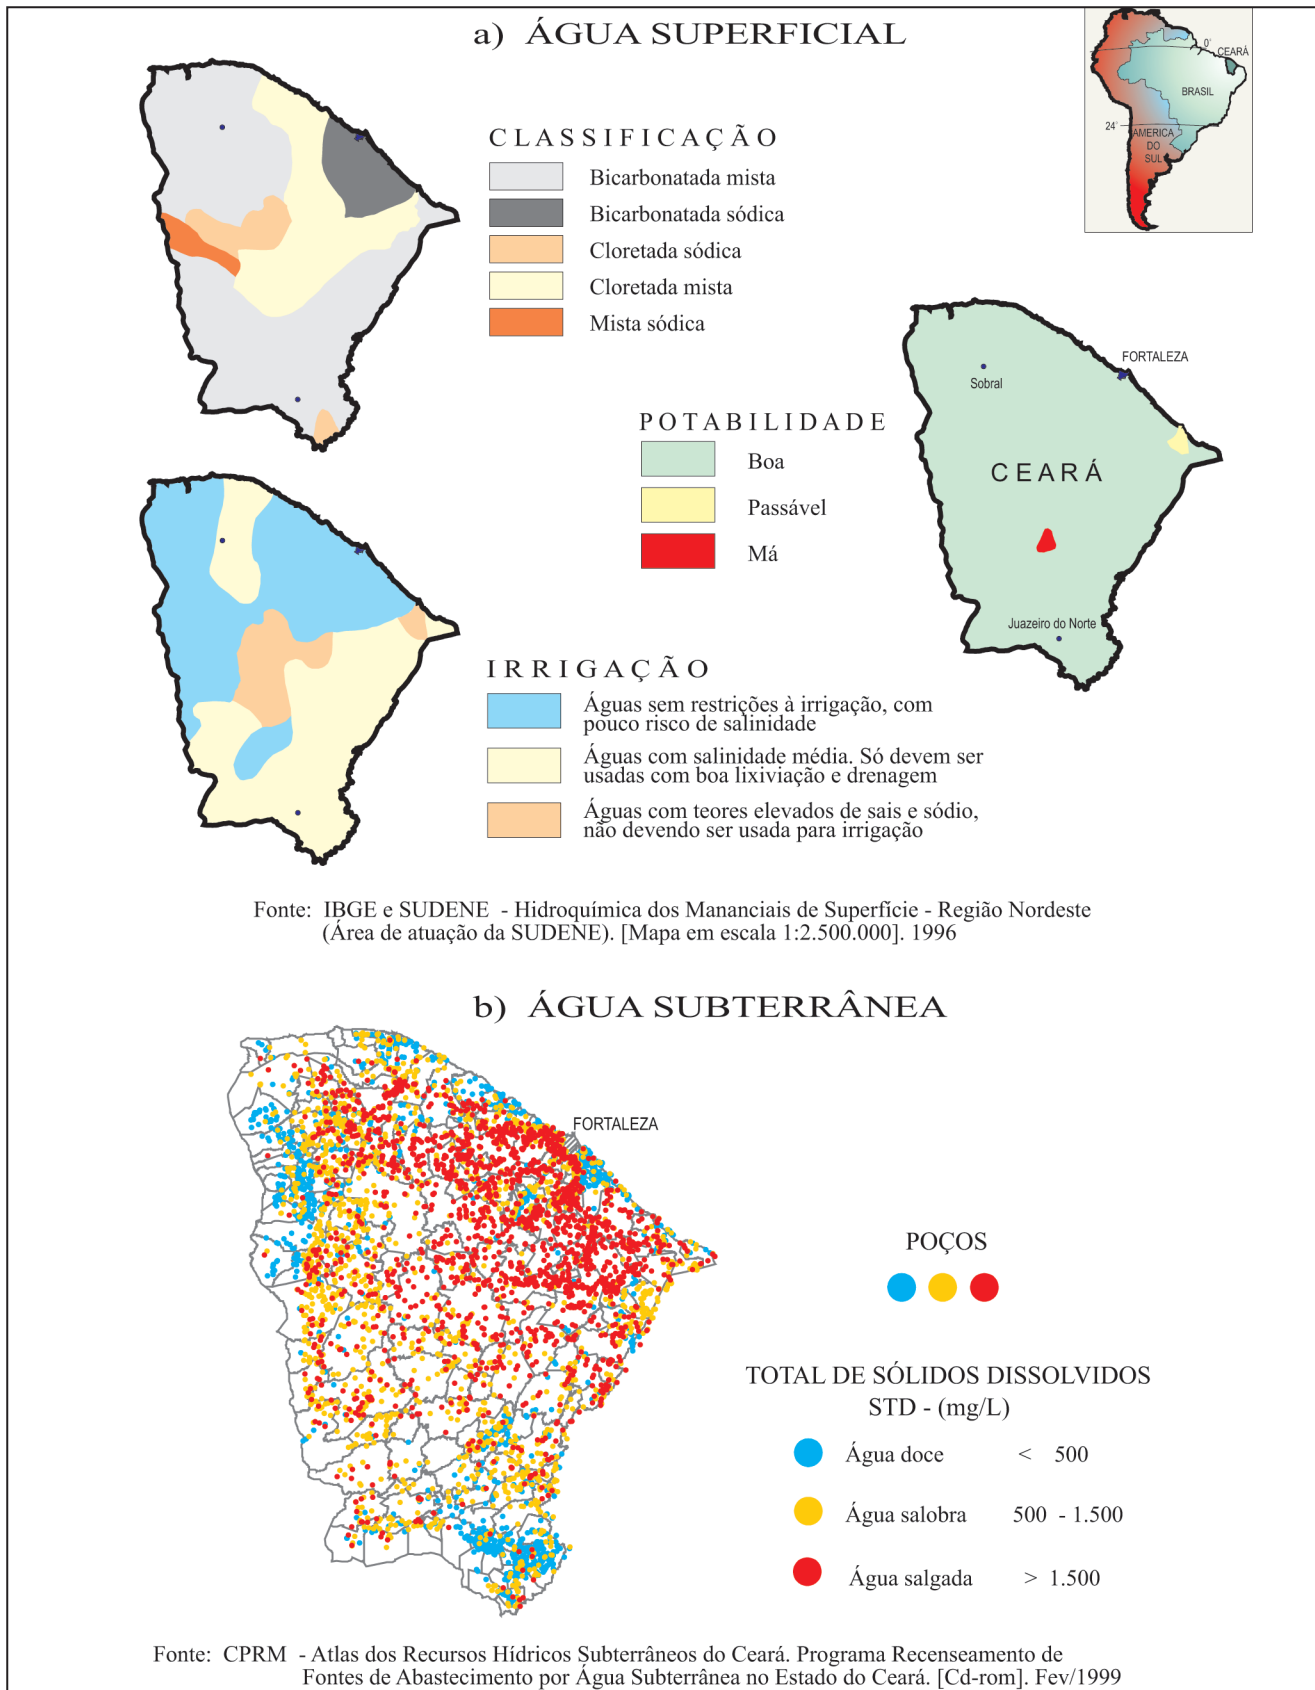 a) ÁGUA SUPERFICIAL
0°
CEARÁ
BRASIL
24°
AMERICA
DO
SUL
CLASSIFICAÇÃO
Bicarbonatada mista
Bicarbonatada sódica
Cloretada sódica
Cloretada mista
Mista sódica
FORTALEZA
Sobral
CEARÁ
Juazeiro do Norte
POTABILIDADE
Boa
Passável
Má
IRRIGAÇÃO
Águas sem restrições à irrigação, com
pouco risco de salinidade
Águas com salinidade média. Só devem ser
usadas com boa lixiviação e drenagem
Águas com teores elevados de sais e sódio,
não devendo ser usada para irrigação
Fonte: IBGE e SUDENE - Hidroquímica dos Mananciais de Superfície - Região Nordeste
(Área de atuação da SUDENE). [Mapa em escala 1:2.500.000]. 1996
b) ÁGUA SUBTERRÂNEA
FORTALEZA
POÇOS
TOTAL DE SÓLIDOS DISSOLVIDOS
STD - (mg/L)
Água doce < 500
Água salobra 500 - 1.500
Água salgada > 1.500
Fonte: CPRM - Atlas dos Recursos Hídricos Subterrâneos do Ceará. Programa Recenseamento de
Fontes de Abastecimento por Água Subterrânea no Estado do Ceará. [Cd-rom]. Fev/1999